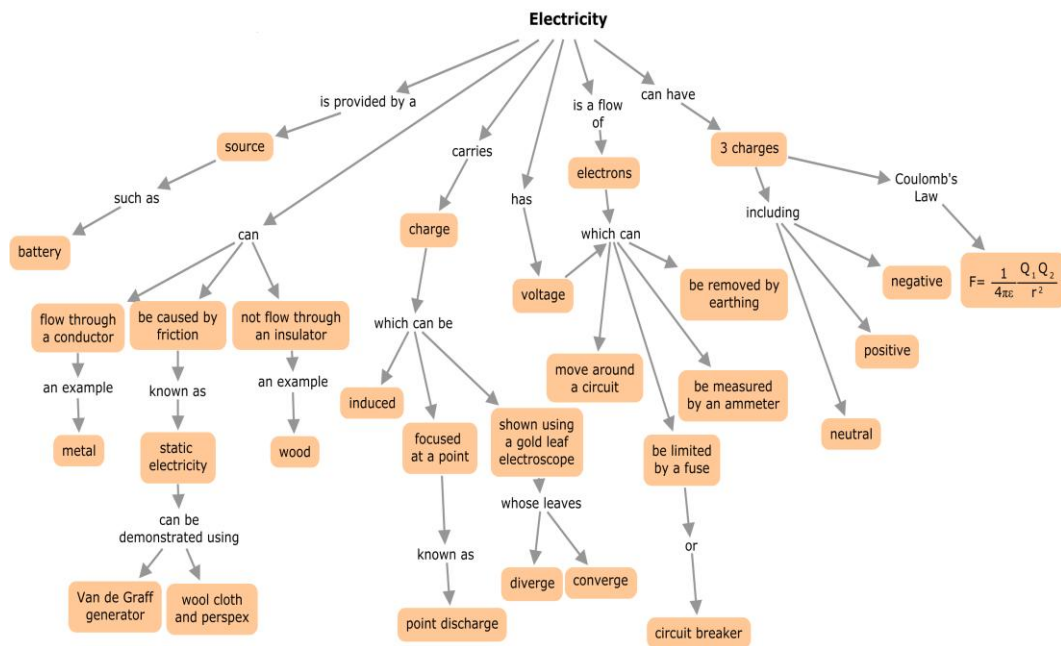 Electricity
is provided by a
source
such as
battery
can
flow through
a conductor
an example
metal
be caused by
friction
known as
static
electricity
can be
demonstrated using
Van de Graff
generator
wool cloth
and perspex
not flow through
an insulator
an example
wood
carries
charge
which can be
induced
focused
at a point
known as
point discharge
shown using
a gold leaf
electroscope
whose leaves
diverge
converge
has
voltage
is a flow
of
electrons
which can
move around
a circuit
be limited
by a fuse
or
circuit breaker
be measured
by an ammeter
be removed by
earthing
can have
3 charges
including
neutral
positive
negative
Coulomb's
Law
F= 1/4πε Q₁Q₂/r²